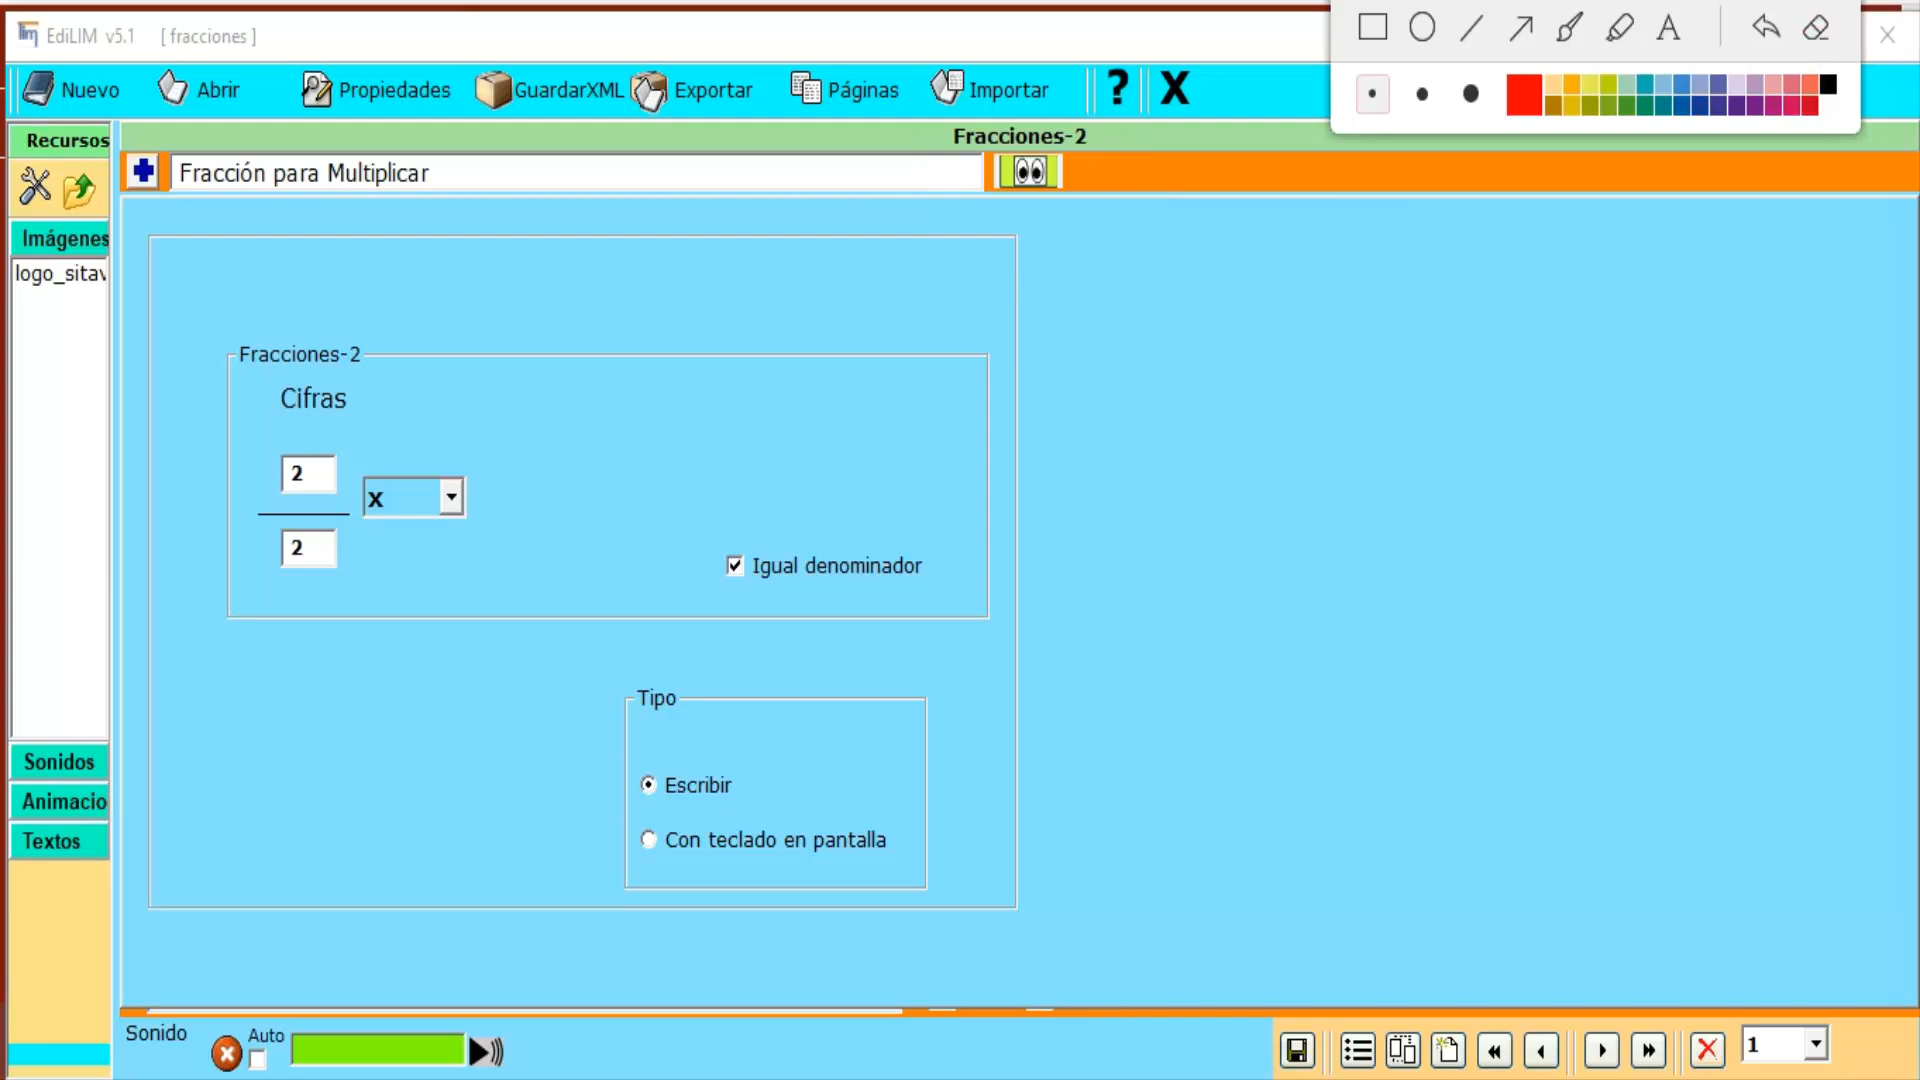 EdiLIM v5.1 [ fracciones ]
Nuevo Abrir Propiedades GuardarXML Exportar Páginas Importar ? X
A
Recursos
Fracciones-2
Fracción para Multiplicar
Imágenes
logo_sitav
Fracciones-2
Cifras
2
x
2
Igual denominador
Tipo
Escribir
Con teclado en pantalla
Sonidos
Animacio
Textos
Sonido
Auto
1